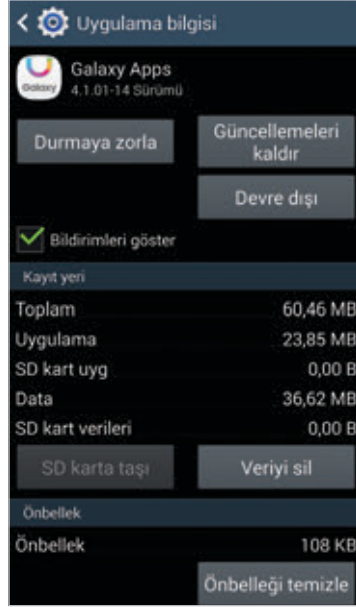 Uygulama bilgisi
Galaxy Apps
GALAXY
4.1.01-14 Sürümü
Durmaya zorla
Güncellemeleri
kaldır
Devre dışı
Bildirimleri göster
Kayıt yeri
Toplam 60,46 MB
Uygulama 23,85 MB
SD kart uyg 0,00 B
Data 36,62 MB
SD kart verileri 0,00 B
SD karta taşı Veriyi sil
Önbellek
Önbellek 108 KB
Önbelleği temizle